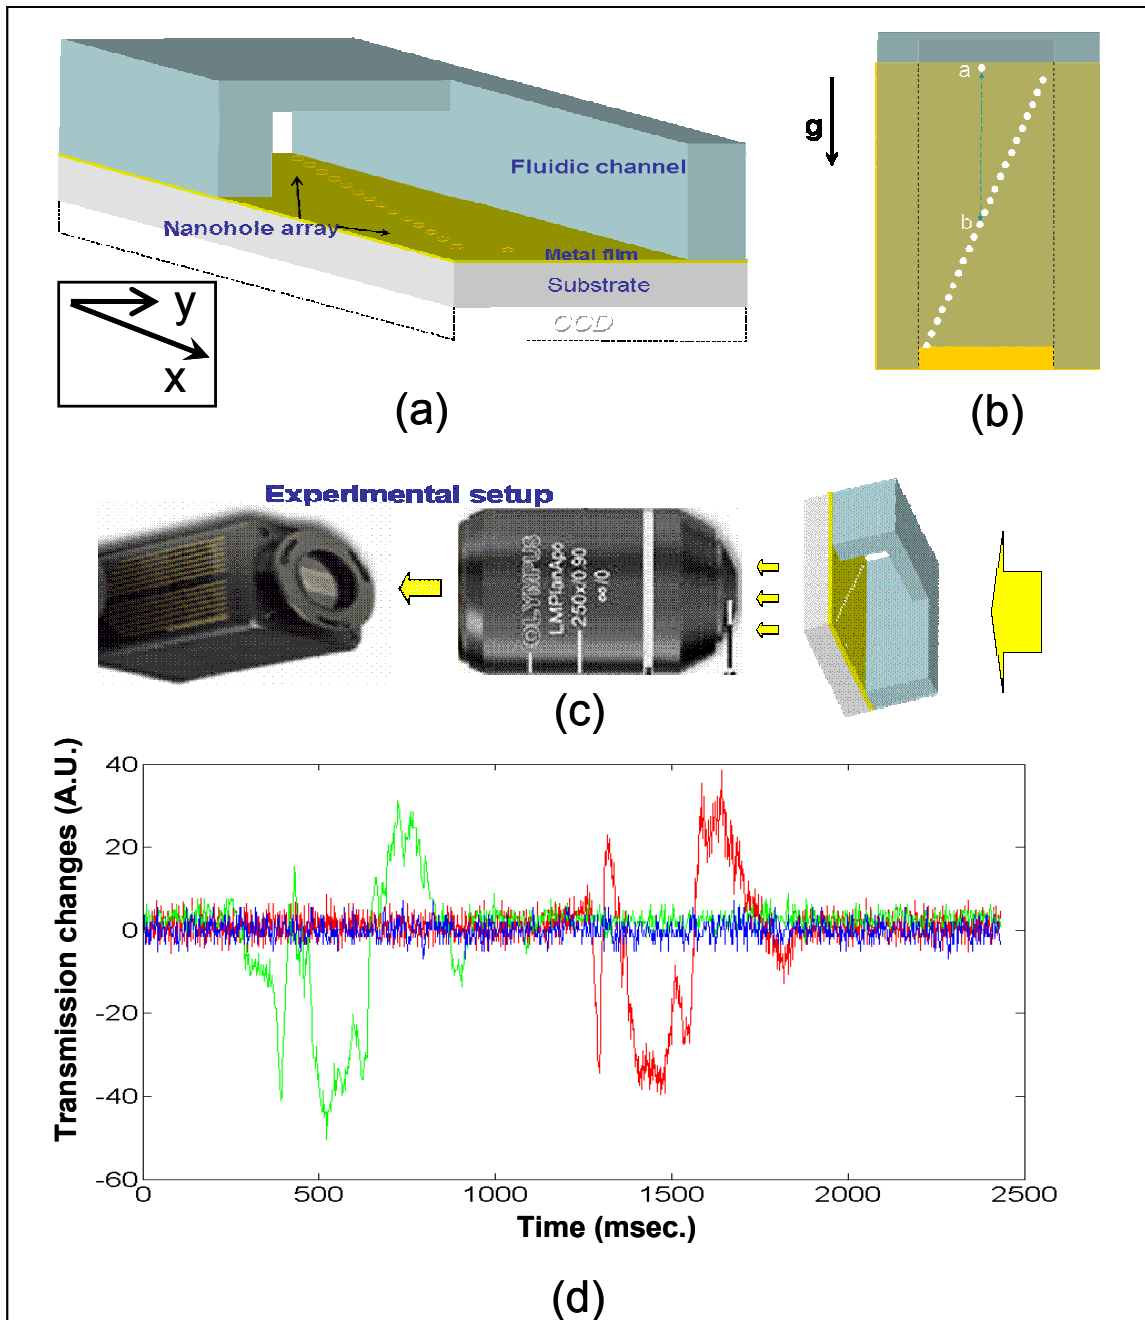 Fluidic channel
Nanohole array
Metal film
Substrate
CCD
y
x
(a)
a
g
b
(b)
Experimental setup
OLYMPUS
LMPlanApo
250x/0.90
∞/0
(c)
Transmission changes (A.U.)
40
20
0
-20
-40
-60
0 500 1000 1500 2000 2500
Time (msec.)
(d)